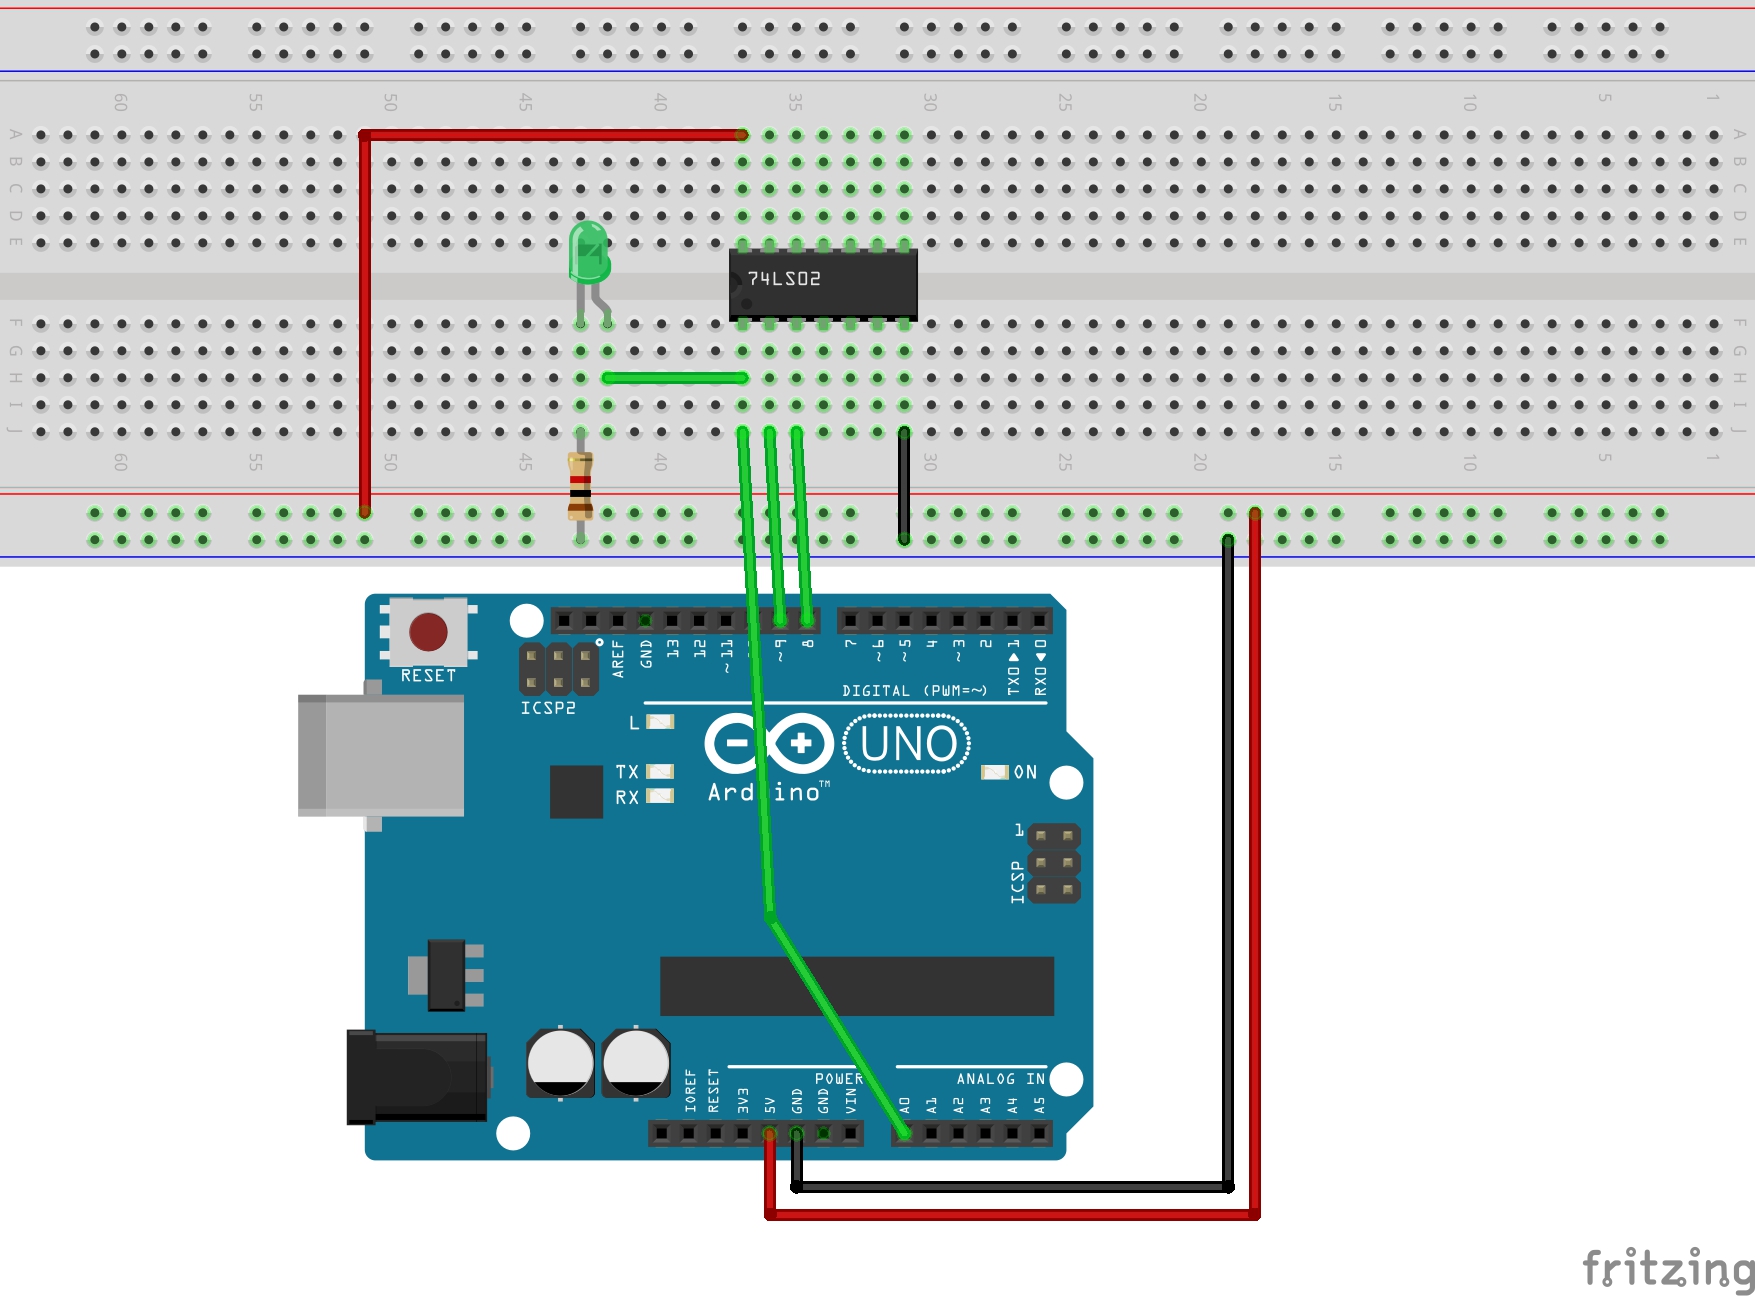 60 55 50 45 40 35 30 25 20 15 10 5 1
A A
B B
C C
D D
E E
74LS02
F F
G G
H H
I I
J J
60 55 50 45 40 35 30 25 20 15 10 5 1
RESET
ICSP2
AREF GND 13 12 ~11 ~9 8 7 ~6 ~5 4 ~3 2 TX0▶1 RX0◀0
DIGITAL (PWM=~)
L
TX
RX
UNO
Arduino™
ON
1
ICSP
POWER ANALOG IN
IOREF RESET 3V3 5V GND GND VIN A0 A1 A2 A3 A4 A5
fritzing